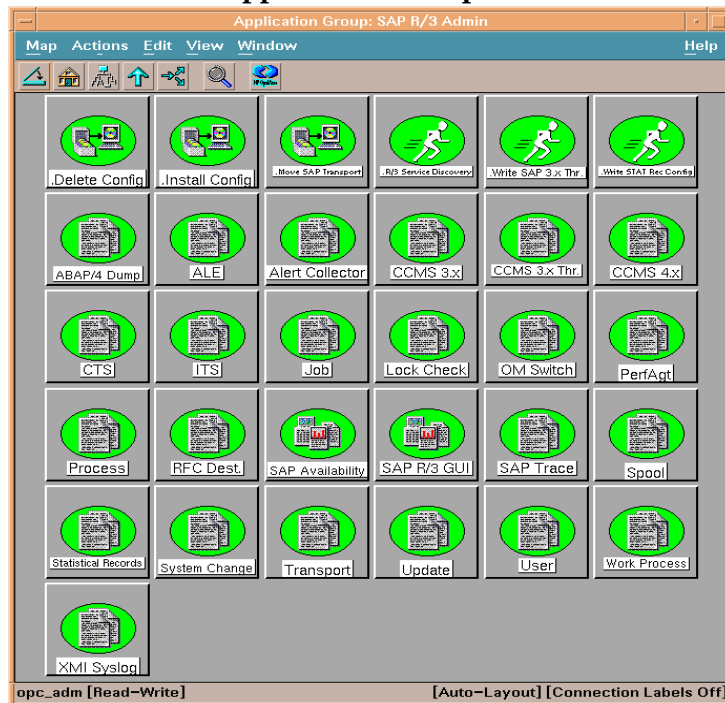 Application Group: SAP R/3 Admin
Map Actions Edit View Window Help
HP OpenView
.Delete Config .Install Config .Move SAP Transport .R/3 Service Discovery .Write SAP 3.x Thr. .Write STAT Rec Config
ABAP/4 Dump ALE Alert Collector CCMS 3.x CCMS 3.x Thr. CCMS 4.x
CTS ITS Job Lock Check OM Switch PerfAgt
Process RFC Dest. SAP Availability SAP R/3 GUI SAP Trace Spool
Statistical Records System Change Transport Update User Work Process
XMI Syslog
opc_adm [Read-Write] [Auto-Layout] [Connection Labels Off]